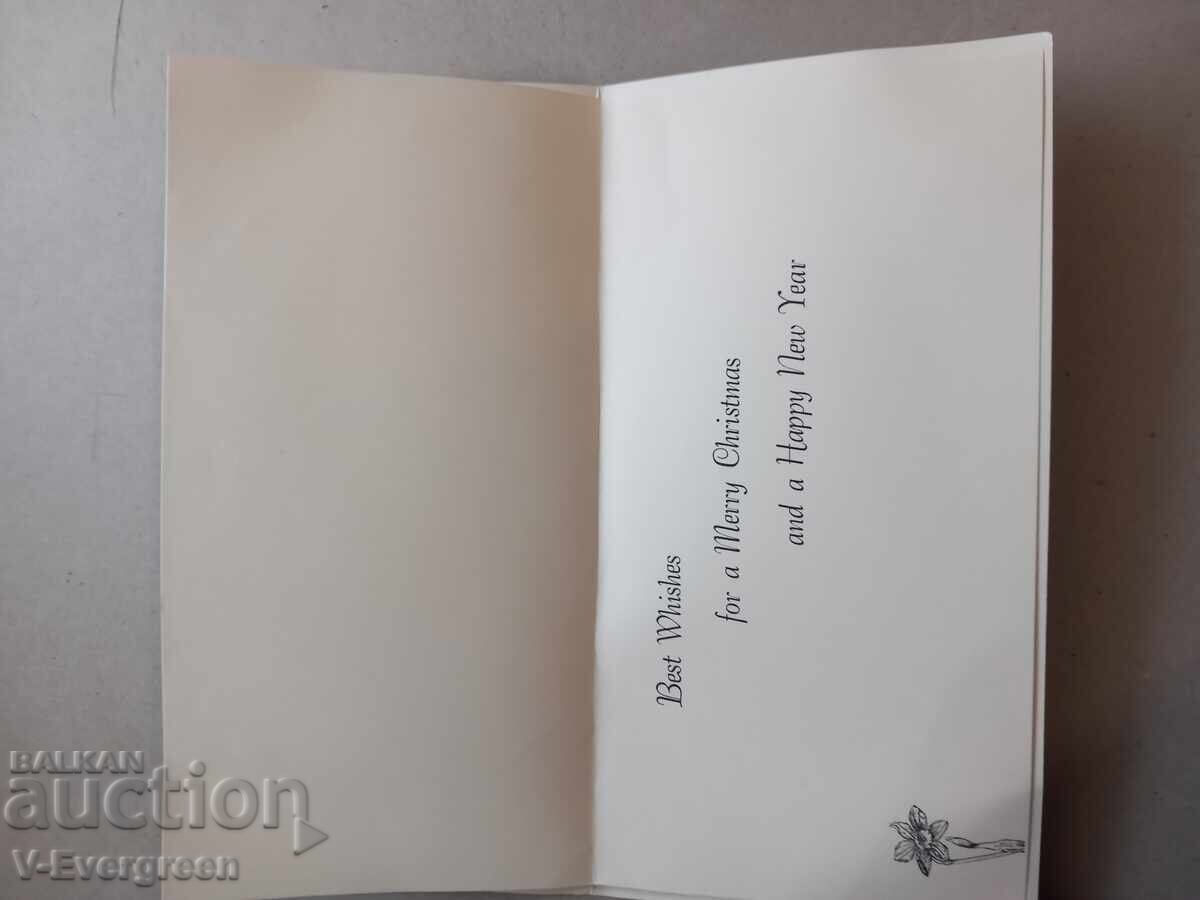 Best Whishes
for a Merry Christmas
and a Happy New Year
BALKAN
auction
V-Evergreen